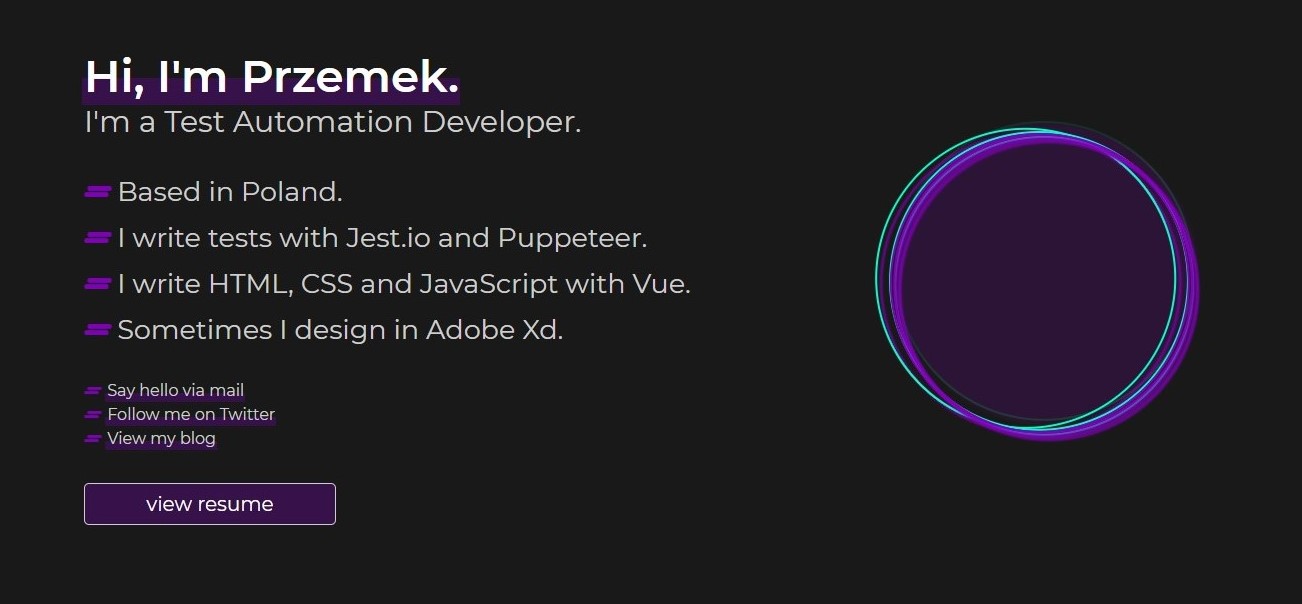 Hi, I'm Przemek.
I'm a Test Automation Developer.
Based in Poland.
I write tests with Jest.io and Puppeteer.
I write HTML, CSS and JavaScript with Vue.
Sometimes I design in Adobe Xd.
Say hello via mail
Follow me on Twitter
View my blog
view resume